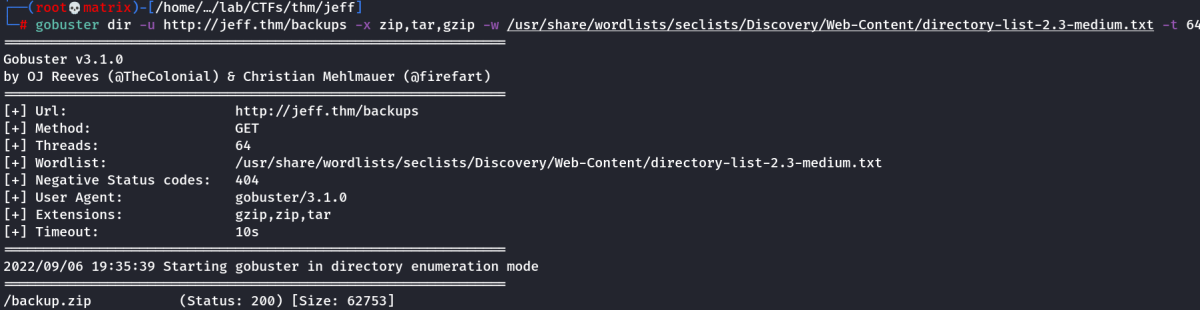 ┌──(root💀matrix)-[/home/…/lab/CTFs/thm/jeff]
└─# gobuster dir -u http://jeff.thm/backups -x zip,tar,gzip -w /usr/share/wordlists/seclists/Discovery/Web-Content/directory-list-2.3-medium.txt -t 64
===============================================================
Gobuster v3.1.0
by OJ Reeves (@TheColonial) & Christian Mehlmauer (@firefart)
===============================================================
[+] Url:                     http://jeff.thm/backups
[+] Method:                  GET
[+] Threads:                 64
[+] Wordlist:                /usr/share/wordlists/seclists/Discovery/Web-Content/directory-list-2.3-medium.txt
[+] Negative Status codes:   404
[+] User Agent:              gobuster/3.1.0
[+] Extensions:              gzip,zip,tar
[+] Timeout:                 10s
===============================================================
2022/09/06 19:35:39 Starting gobuster in directory enumeration mode
===============================================================
/backup.zip           (Status: 200) [Size: 62753]